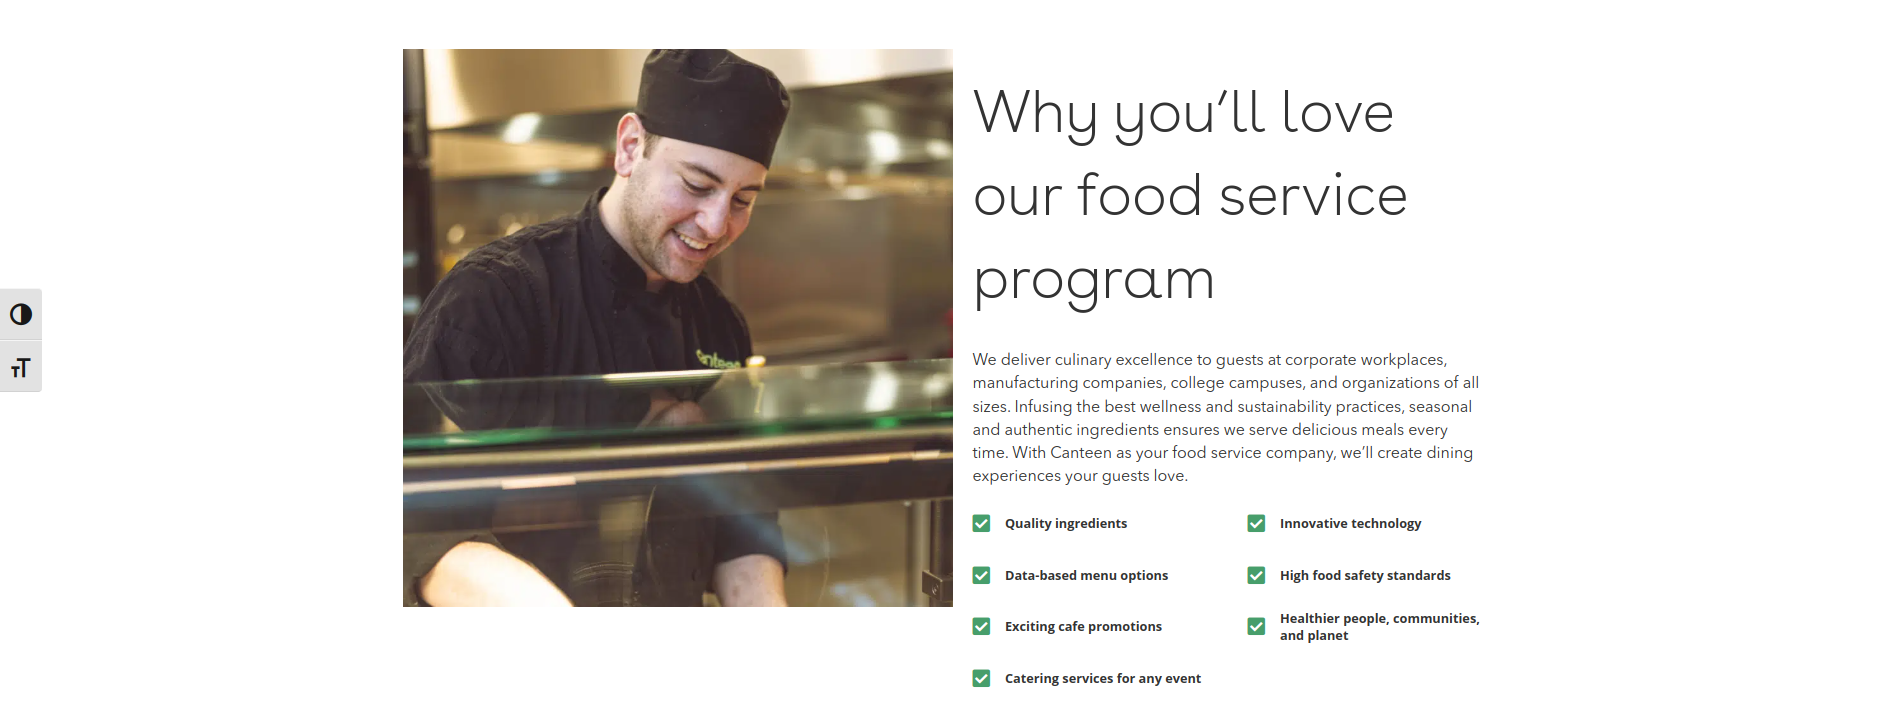 Why you’ll love
our food service
program
We deliver culinary excellence to guests at corporate workplaces,
manufacturing companies, college campuses, and organizations of all
sizes. Infusing the best wellness and sustainability practices, seasonal
and authentic ingredients ensures we serve delicious meals every
time. With Canteen as your food service company, we’ll create dining
experiences your guests love.
Quality ingredients
Innovative technology
Data-based menu options
High food safety standards
Exciting cafe promotions
Healthier people, communities,
and planet
Catering services for any event
TT